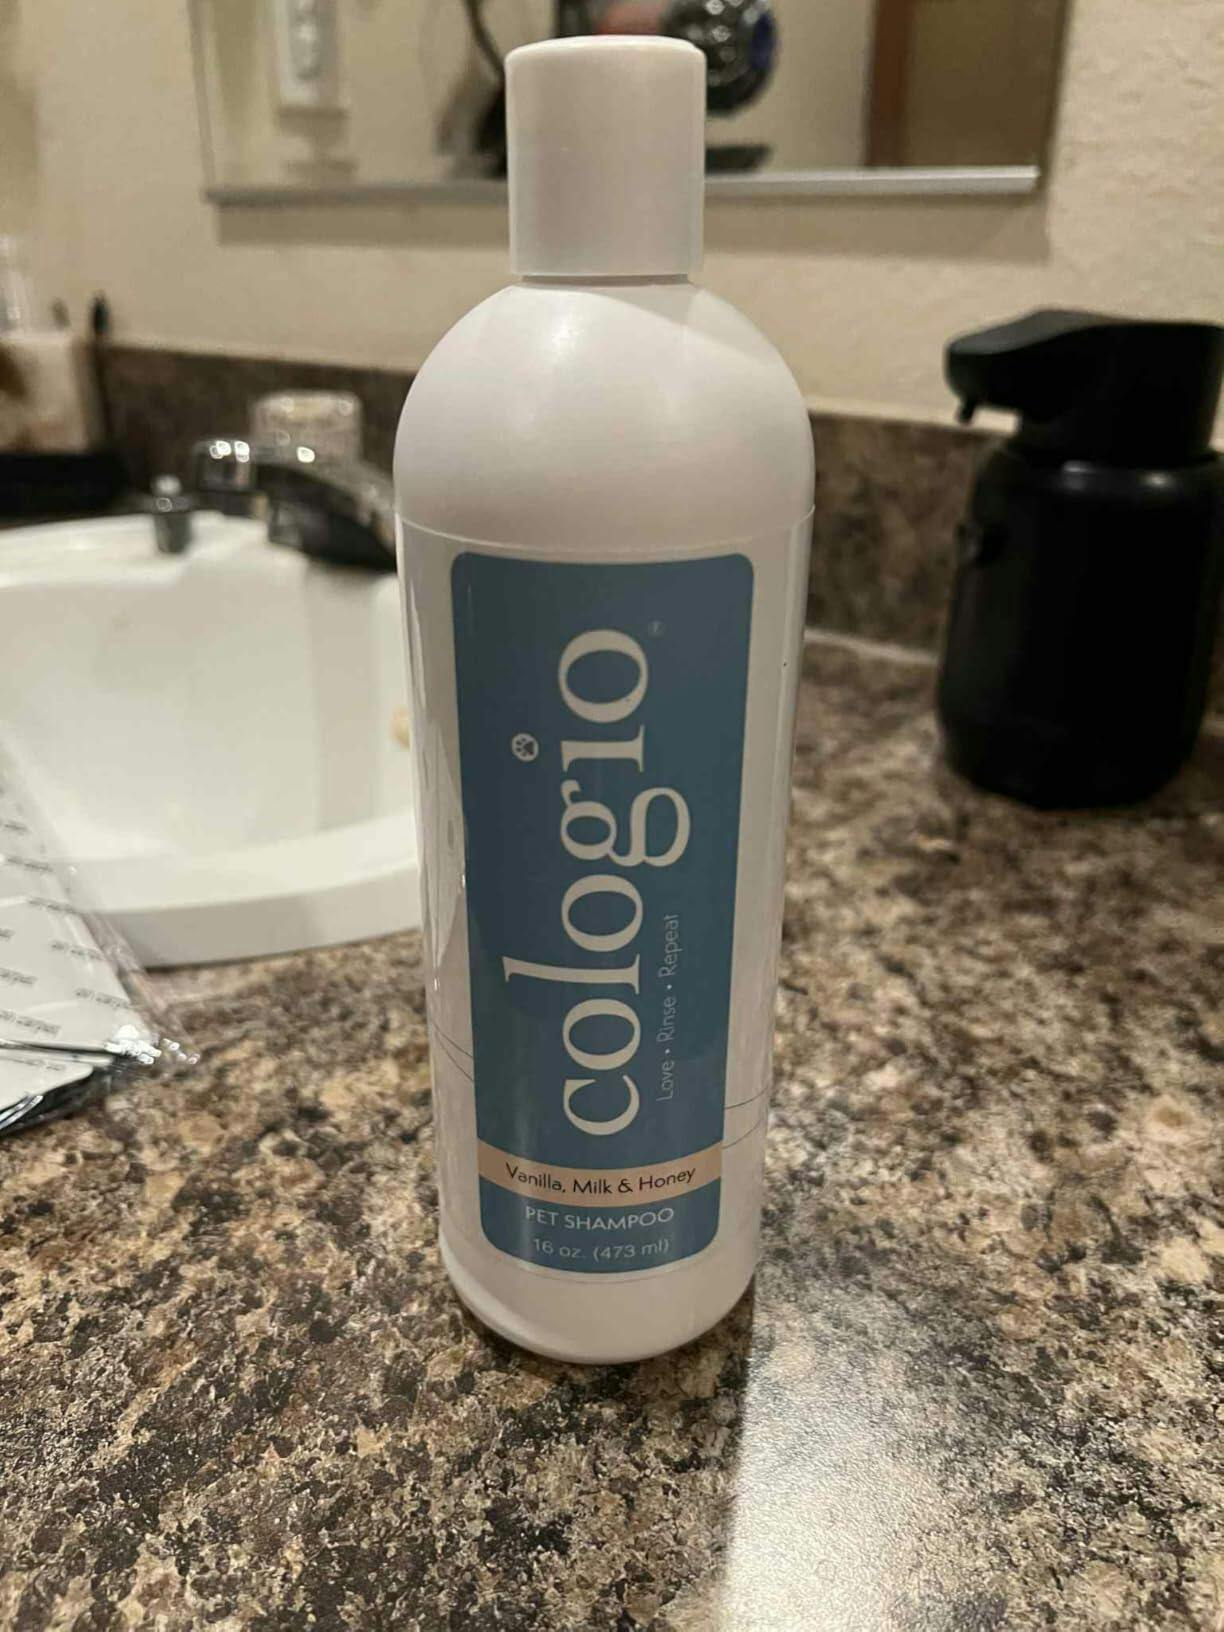 cologio
Love • Rinse • Repeat
Vanilla, Milk & Honey
PET SHAMPOO
16 oz. (473 ml)